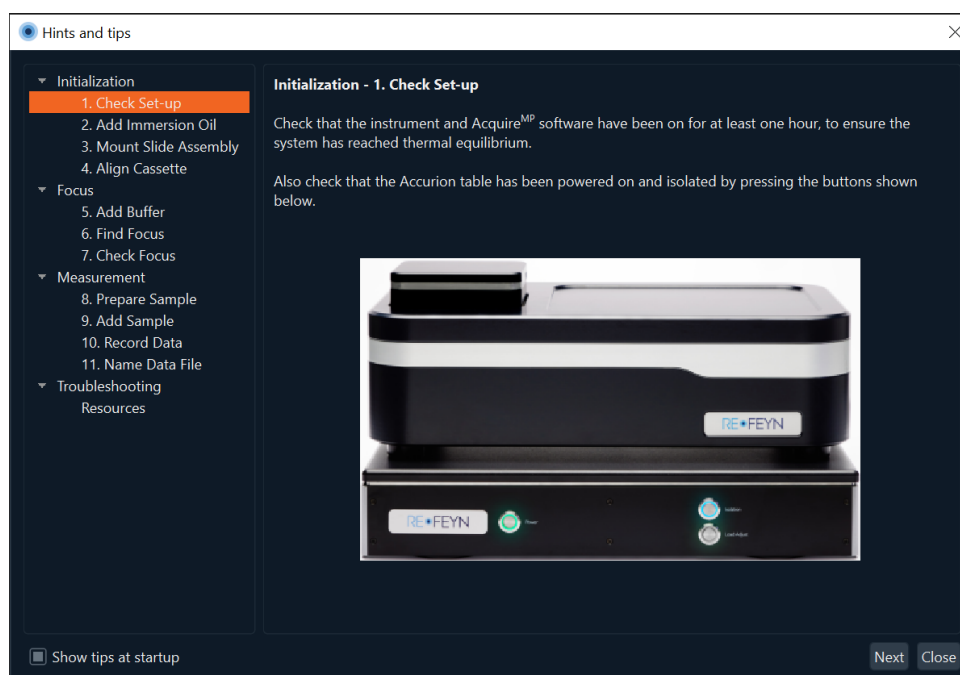 Hints and tips
Initialization
1. Check Set-up
2. Add Immersion Oil
3. Mount Slide Assembly
4. Align Cassette
Focus
5. Add Buffer
6. Find Focus
7. Check Focus
Measurement
8. Prepare Sample
9. Add Sample
10. Record Data
11. Name Data File
Troubleshooting
Resources
Initialization - 1. Check Set-up
Check that the instrument and AcquireMP software have been on for at least one hour, to ensure the
system has reached thermal equilibrium.
Also check that the Accurion table has been powered on and isolated by pressing the buttons shown
below.
REFEYN
REFEYN
Power
Isolation
Load Adjust
Show tips at startup
Next
Close